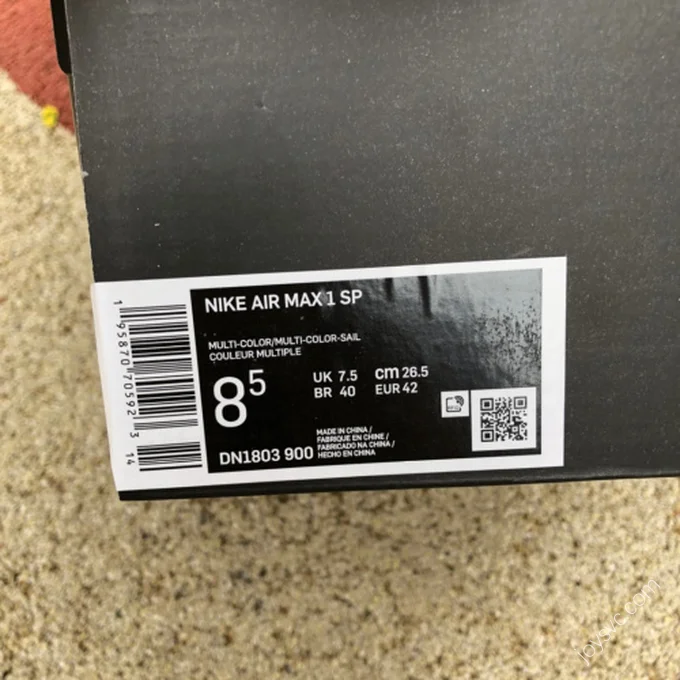 NIKE AIR MAX 1 SP
MULTI-COLOR/MULTI-COLOR-SAIL
COULEUR MULTIPLE
8 5
UK 7.5 cm 26.5
BR 40 EUR 42
DN1803 900
MADE IN CHINA /
FABRIQUE EN CHINE /
FABRICADO NA CHINA /
HECHO EN CHINA
1 95870 70592 3 14
joysvc.com